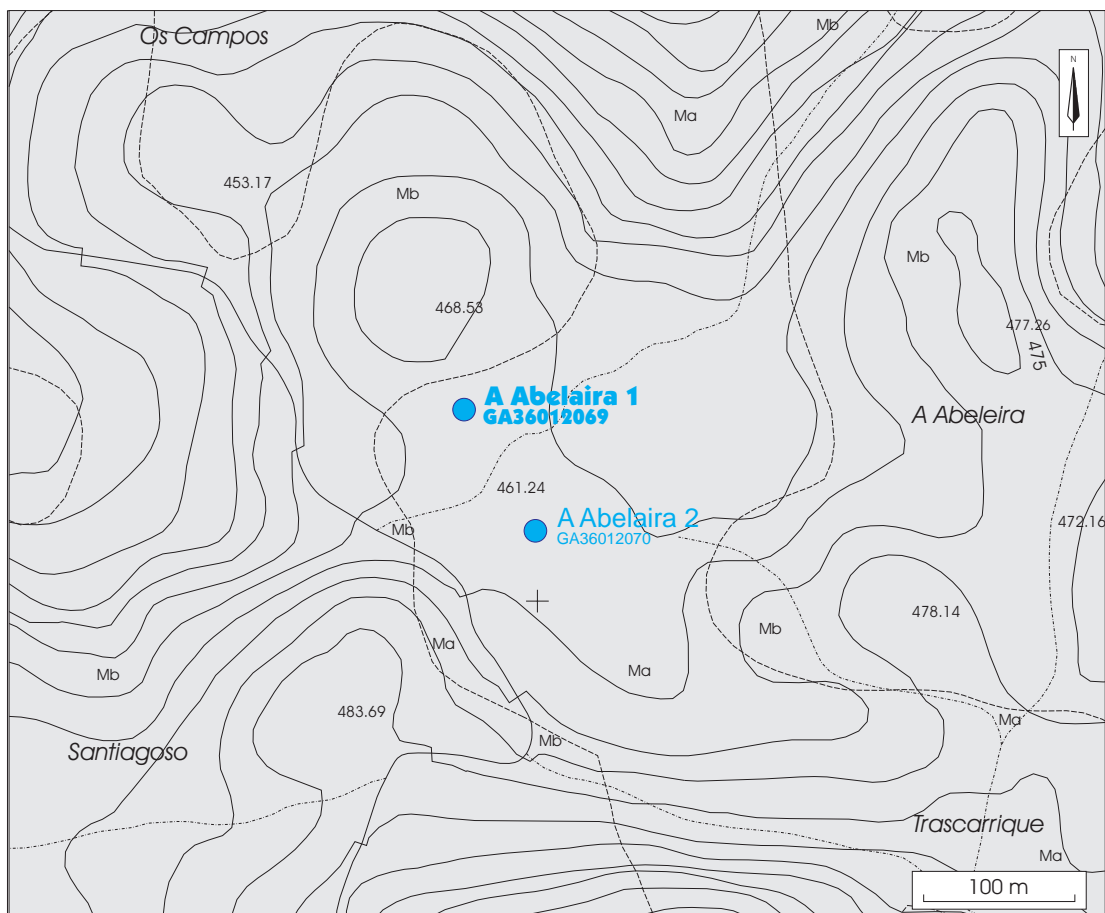 Os Campos
Mb
N
Ma
453.17
Mb
Mb
468.53
477.26
475
A Abelaira 1
GA36012069
A Abeleira
461.24
A Abelaira 2
GA36012070
472.16
Mb
478.14
Mb
Ma
Ma
Mb
483.69
Ma
Mb
Santiagoso
Trascarrique
Ma
100 m